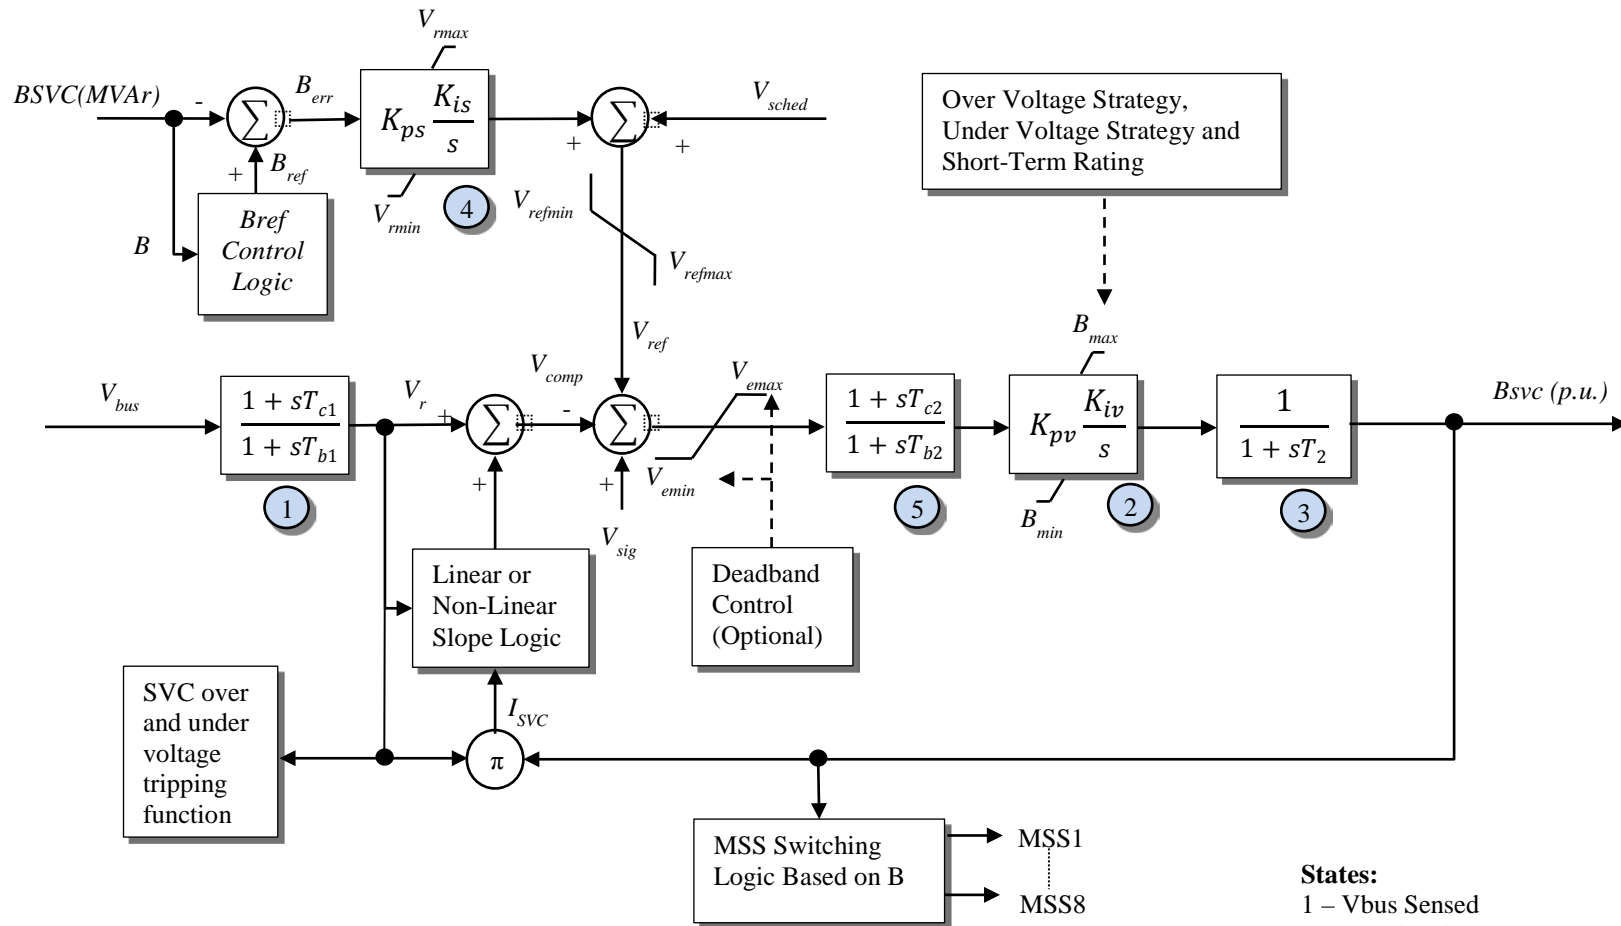 V_rmax
BSVC(MVAr)
-
∑
B_err
K_ps K_is/s
∑
V_sched
+
+
+
B_ref
V_rmin
4
B
Bref
Control
Logic
V_refmin
V_refmax
V_ref
Over Voltage Strategy,
Under Voltage Strategy and
Short-Term Rating
B_max
V_bus
1 + sT_c1
1 + sT_b1
1
V_r
+
∑
+
V_comp
-
∑
+
V_sig
V_emax
V_emin
1 + sT_c2
1 + sT_b2
5
K_pv K_iv/s
2
B_min
1
1 + sT_2
3
Bsvc (p.u.)
Linear or
Non-Linear
Slope Logic
Deadband
Control
(Optional)
SVC over
and under
voltage
tripping
function
I_SVC
π
MSS Switching
Logic Based on B
MSS1
MSS8
States:
1 – Vbus Sensed